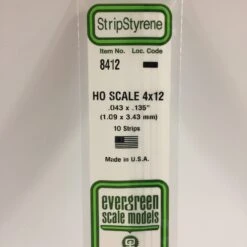 StripStyrene
Item No. Loc. Code
8412
HO SCALE 4x12
.043 x .135"
(1.09 x 3.43 mm)
10 Strips
Made in U.S.A.
evergreen
scale models